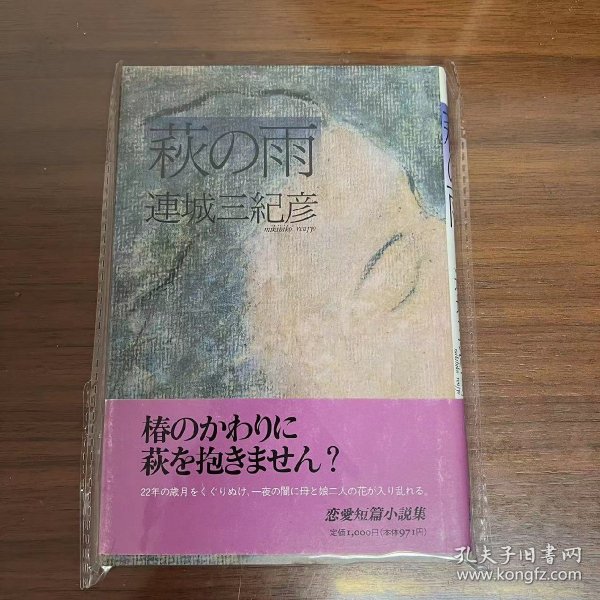 萩の雨
連城三紀彦
mikihiko renjyo
椿のかわりに
萩を抱きません?
22年の歳月をくぐりぬけ、一夜の闇に母と娘二人の花が入り乱れる。
恋愛短篇小説集
定価1,000円(本体971円)
孔夫子旧书网
www.kongfz.com